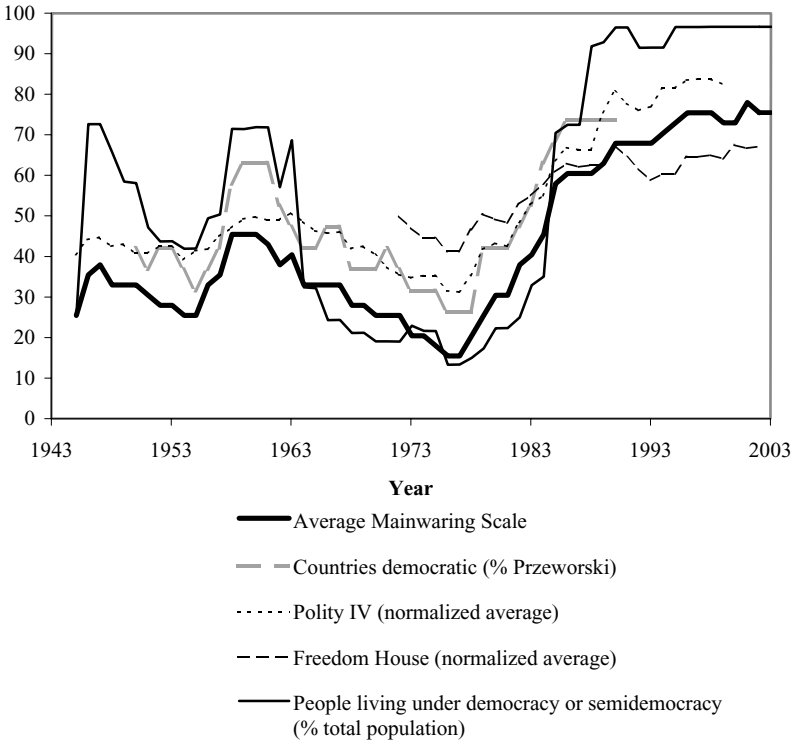 100
90
80
70
60
50
40
30
20
10
0
1943 1953 1963 1973 1983 1993 2003
Year
Average Mainwaring Scale
Countries democratic (% Przeworski)
Polity IV (normalized average)
Freedom House (normalized average)
People living under democracy or semidemocracy
(% total population)